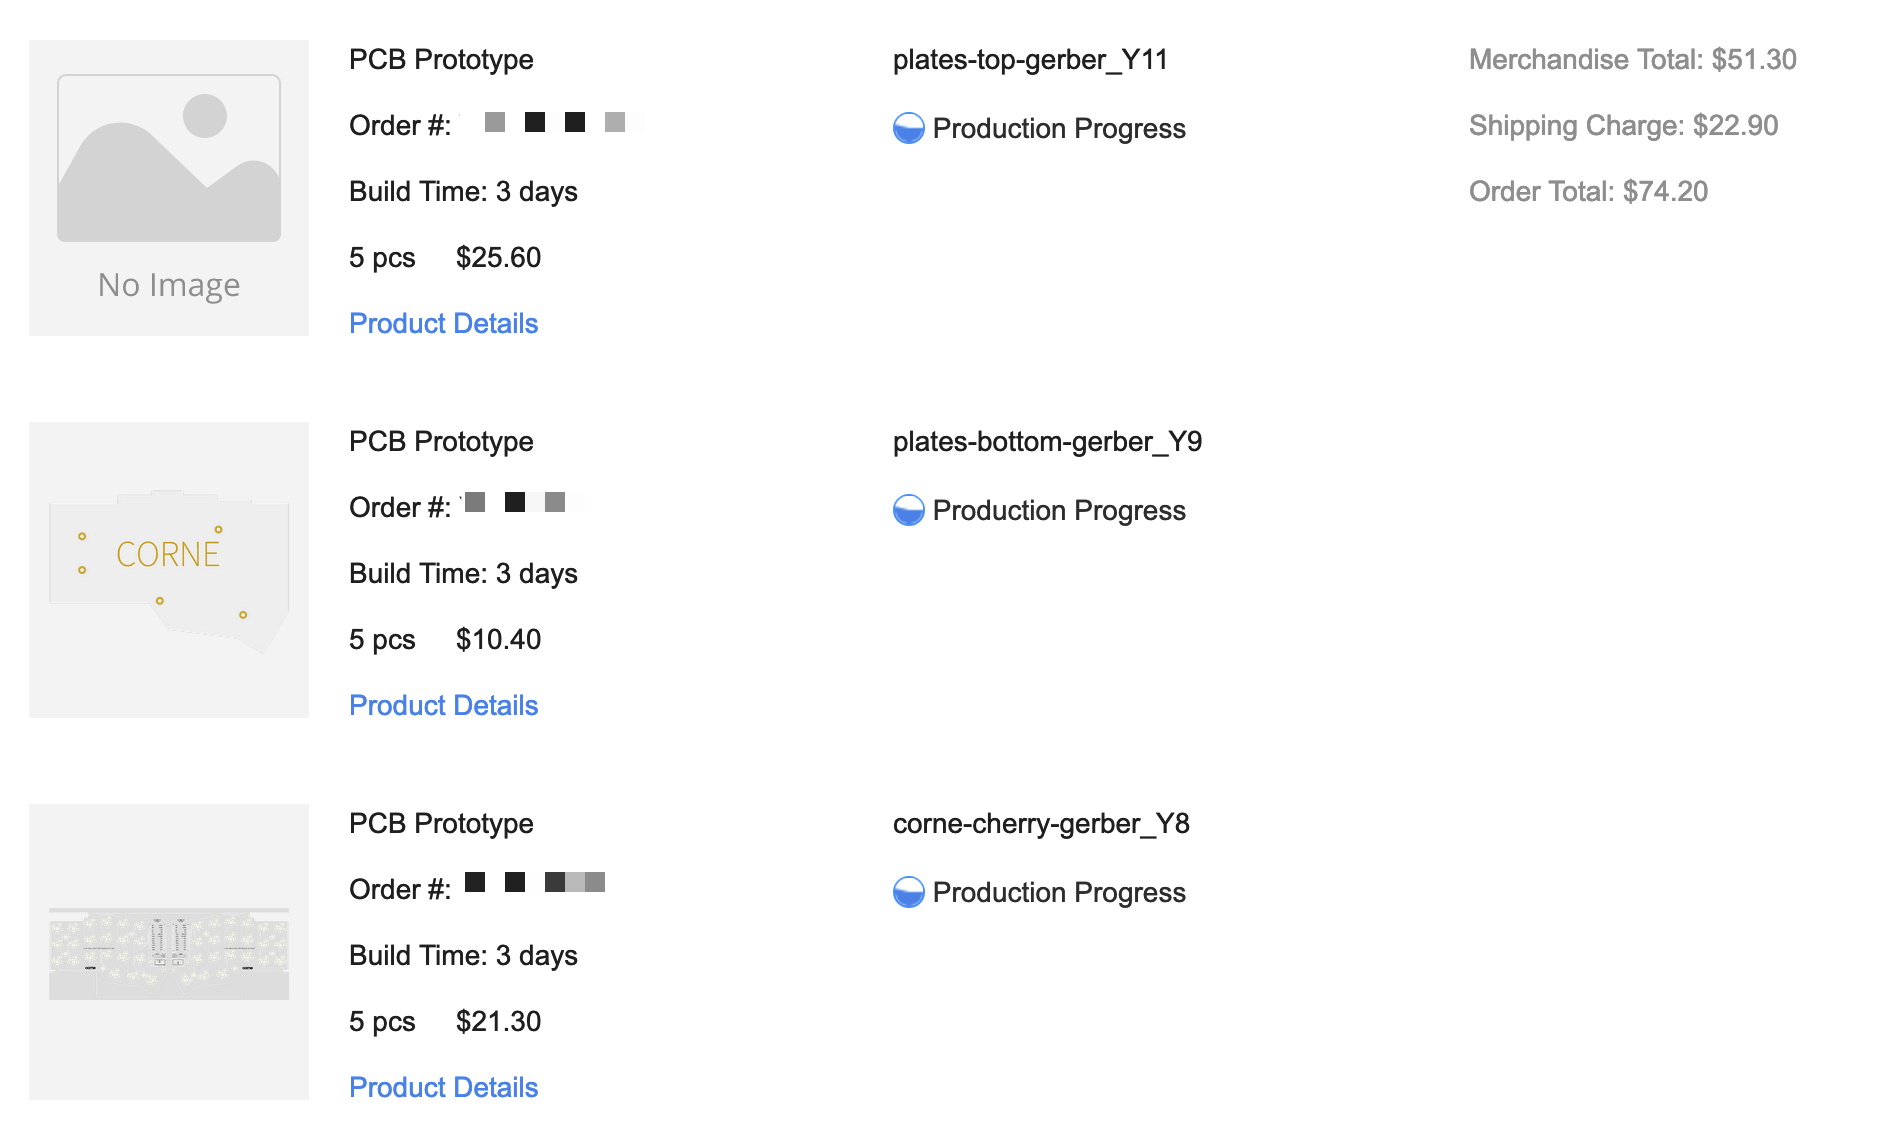 No Image
PCB Prototype
Order #:
Build Time: 3 days
5 pcs $25.60
Product Details
plates-top-gerber_Y11
Production Progress
Merchandise Total: $51.30
Shipping Charge: $22.90
Order Total: $74.20
CORNE
PCB Prototype
Order #:
Build Time: 3 days
5 pcs $10.40
Product Details
plates-bottom-gerber_Y9
Production Progress
PCB Prototype
Order #:
Build Time: 3 days
5 pcs $21.30
Product Details
corne-cherry-gerber_Y8
Production Progress